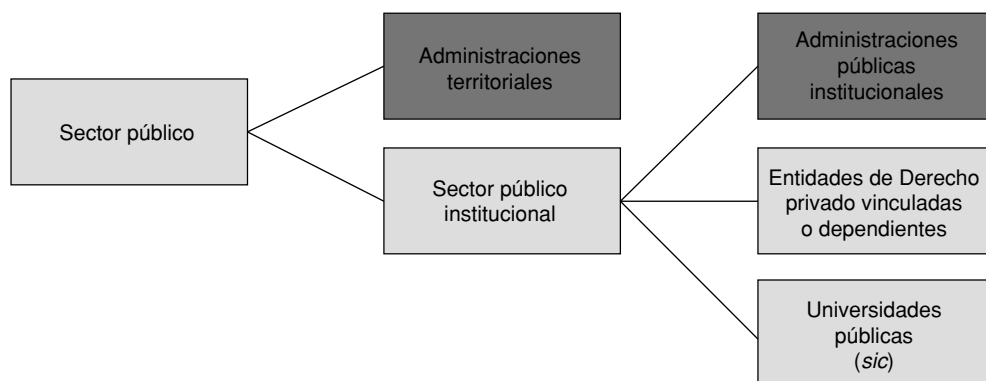 Sector público
Administraciones
territoriales
Sector público
institucional
Administraciones
públicas
institucionales
Entidades de Derecho
privado vinculadas
o dependientes
Universidades
públicas
(sic)